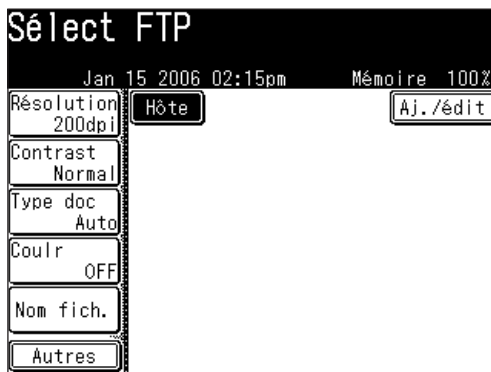 Sélect FTP
Jan 15 2006 02:15pm Mémoire 100%
Résolution
200dpi
Hôte
Aj./édit
Contrast
Normal
Type doc
Auto
Coulr
OFF
Nom fich.
Autres